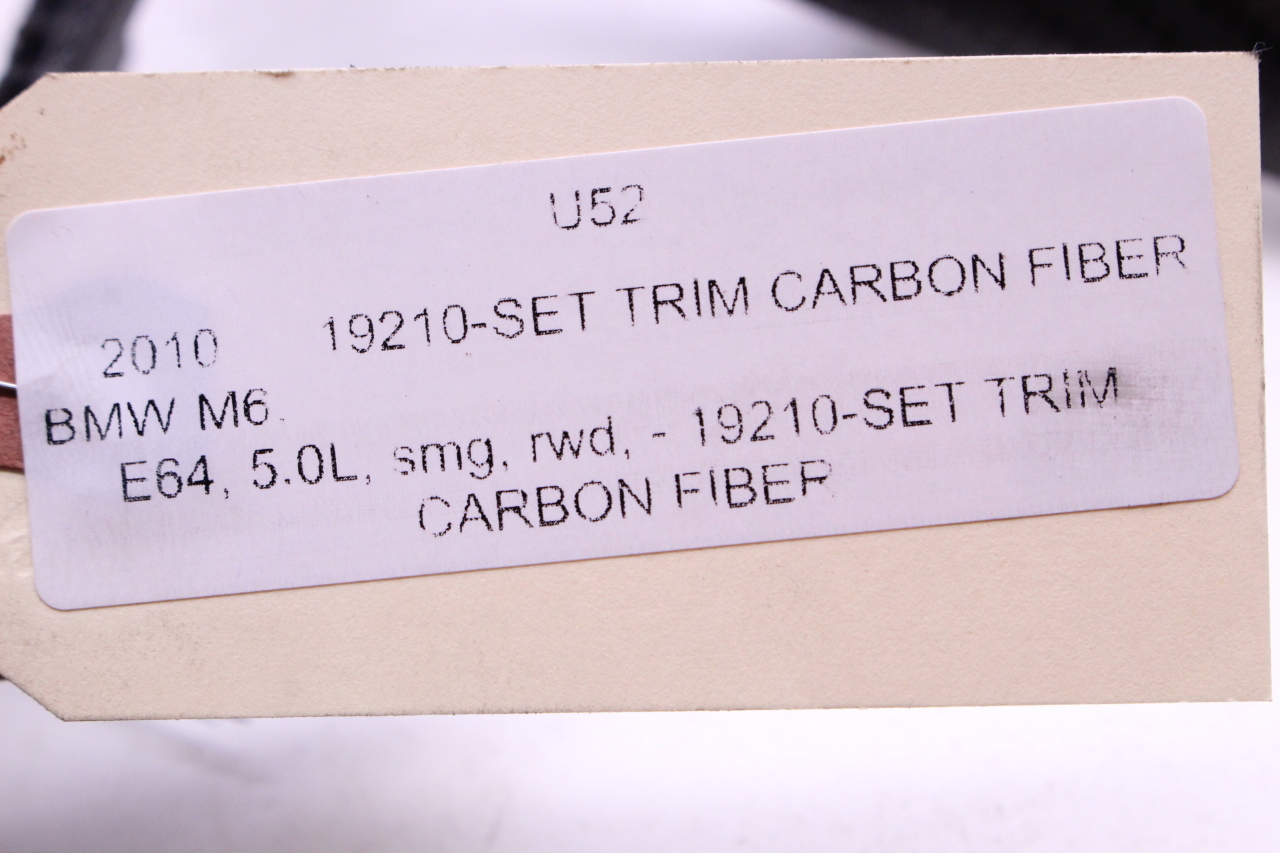 U52
2010 19210-SET TRIM CARBON FIBER
BMW M6
E64, 5.0L, smg, rwd, - 19210-SET TRIM
CARBON FIBER